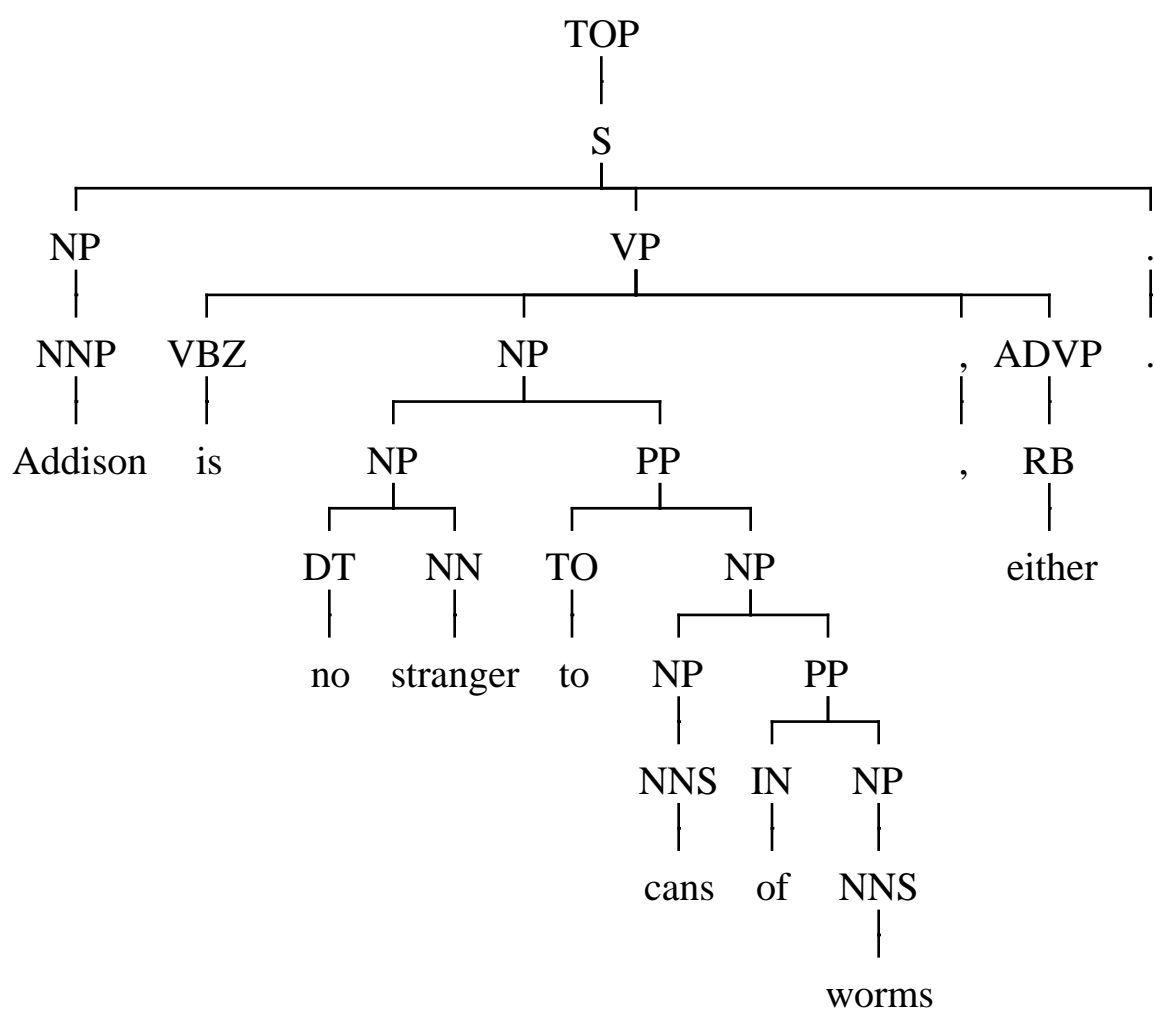 TOP
S
NP VP .
NNP VBZ NP , ADVP .
Addison is NP PP , RB
DT NN TO NP either
no stranger to NP PP
NNS IN NP
cans of NNS
worms